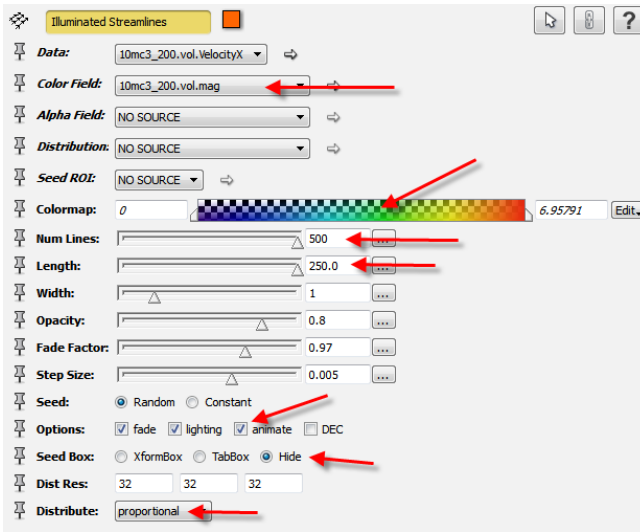 Illuminated Streamlines ?
Data: 10mc3_200.vol.VelocityX
Color Field: 10mc3_200.vol.mag
Alpha Field: NO SOURCE
Distribution: NO SOURCE
Seed ROI: NO SOURCE
Colormap: 0 6.95791 Edit
Num Lines: 500 ...
Length: 250.0 ...
Width: 1 ...
Opacity: 0.8 ...
Fade Factor: 0.97 ...
Step Size: 0.005 ...
Seed: Random Constant
Options: fade lighting animate DEC
Seed Box: XformBox TabBox Hide
Dist Res: 32 32 32
Distribute: proportional